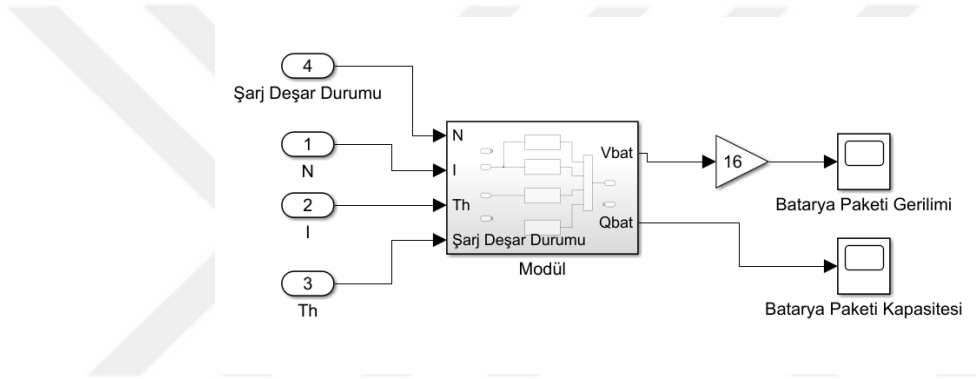 4
Şarj Deşar Durumu
1
N
2
I
3
Th
N
I
Th
Şarj Deşar Durumu
Vbat
Qbat
Modül
16
Batarya Paketi Gerilimi
Batarya Paketi Kapasitesi